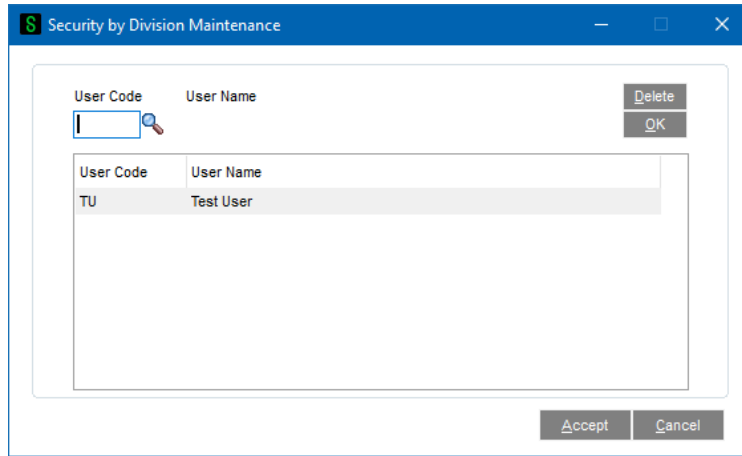 S Security by Division Maintenance
User Code User Name Delete
OK
User Code User Name
TU Test User
Accept Cancel